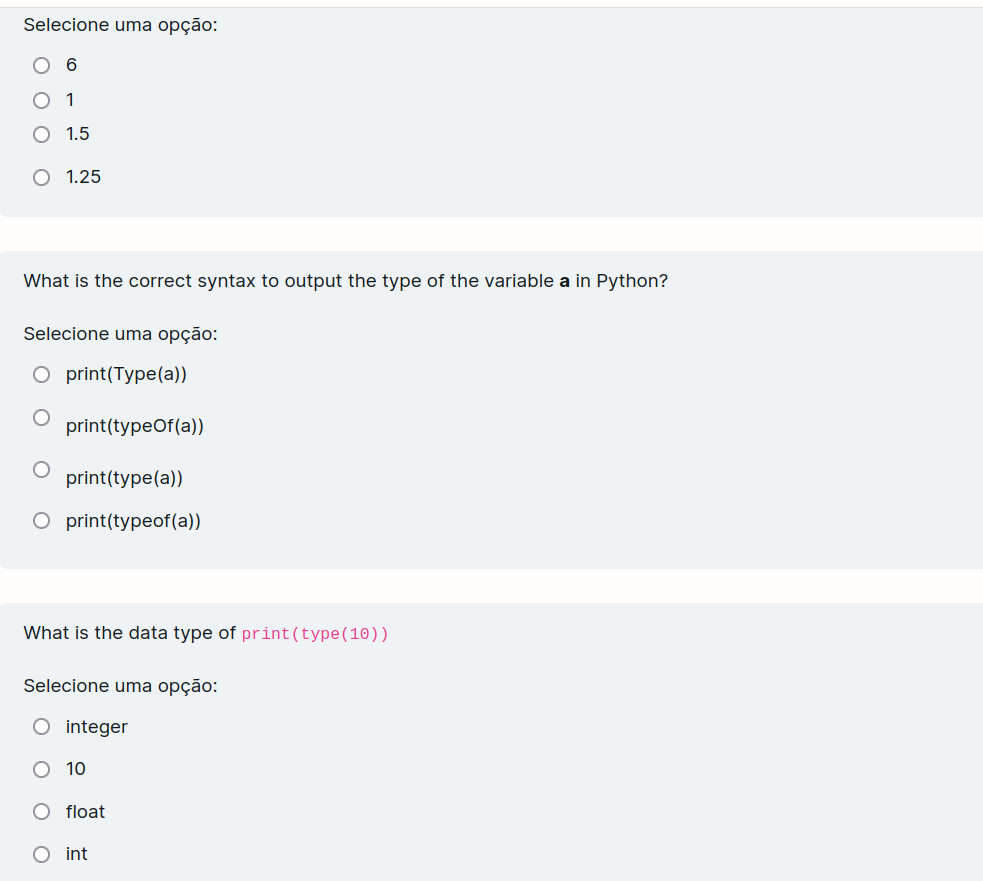 Selecione uma opção:
6
1
1.5
1.25
What is the correct syntax to output the type of the variable a in Python?
Selecione uma opção:
print(Type(a))
print(typeOf(a))
print(type(a))
print(typeof(a))
What is the data type of print(type(10))
Selecione uma opção:
integer
10
float
int